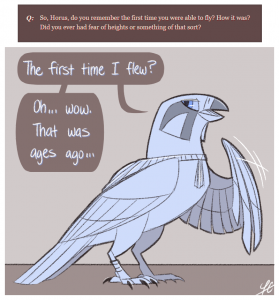 Q: So, Horus, do you remember the first time you were able to fly? How it was?
Did you ever had fear of heights or something of that sort?
The first time I flew?
Oh... wow.
That was
ages ago...